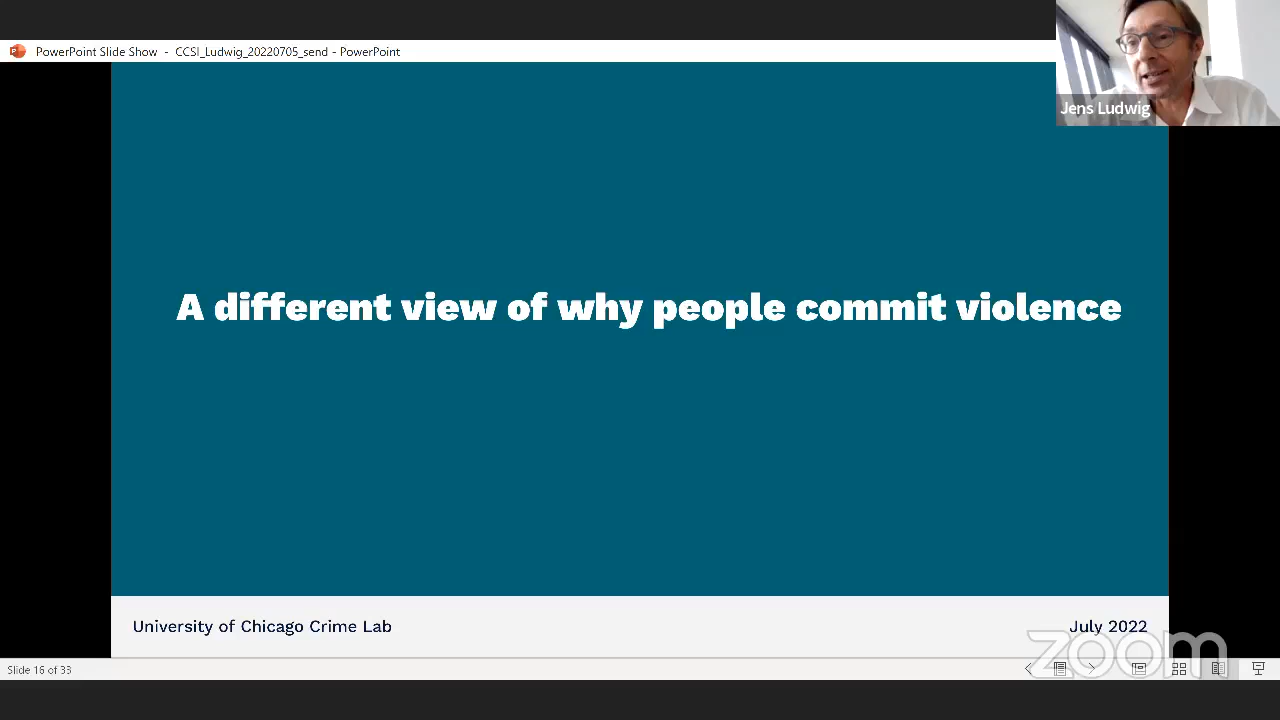 PowerPoint Slide Show - CCSI_Ludwig_20220705_send - PowerPoint
Jens Ludwig
A different view of why people commit violence
University of Chicago Crime Lab
July 2022
zoom
Slide 16 of 33